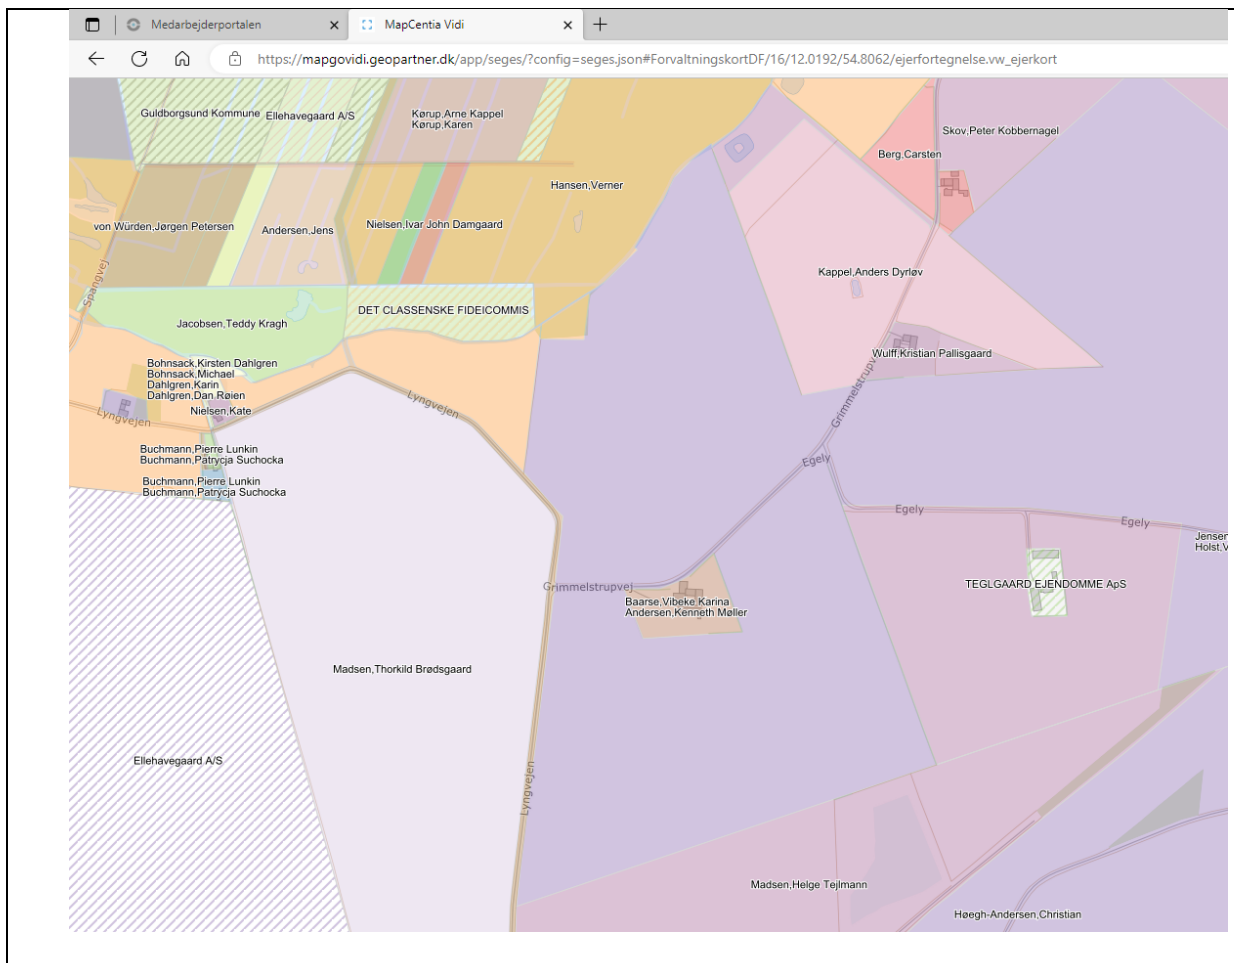 Medarbejderportalen
MapCentia Vidi
https://mapgovidi.geopartner.dk/app/seges/?config=seges.json#ForvaltningskortDF/16/12.0192/54.8062/ejerfortegnelse.vw_ejerkort
Guldborgsund Kommune
Ellehavegaard A/S
Kørup,Arne Kappel
Kørup,Karen
Skov,Peter Kobbernagel
Berg,Carsten
Hansen,Verner
von Würden,Jørgen Petersen
Andersen,Jens
Nielsen,Ivar John Damgaard
Spangvej
Kappel,Anders Dyrløv
Jacobsen,Teddy Kragh
DET CLASSENSKE FIDEICOMMIS
Wulff,Kristian Pallisgaard
Bohnsack,Kirsten Dahlgren
Bohnsack,Michael
Dahlgren,Karin
Dahlgren,Dan Røien
Nielsen,Kate
Lyngvejen
Lyngvejen
Grimmelstrupvej
Buchmann,Pierre Lunkin
Buchmann,Patrycja Suchocka
Buchmann,Pierre Lunkin
Buchmann,Patrycja Suchocka
Egely
Egely
Egely
Jensen
Holst,V
Grimmelstrupvej
TEGLGAARD EJENDOMME ApS
Baarse,Vibeke Karina
Andersen,Kenneth Møller
Madsen,Thorkild Brødsgaard
Ellehavegaard A/S
Lyngvejen
Madsen,Helge Tejlmann
Høegh-Andersen,Christian